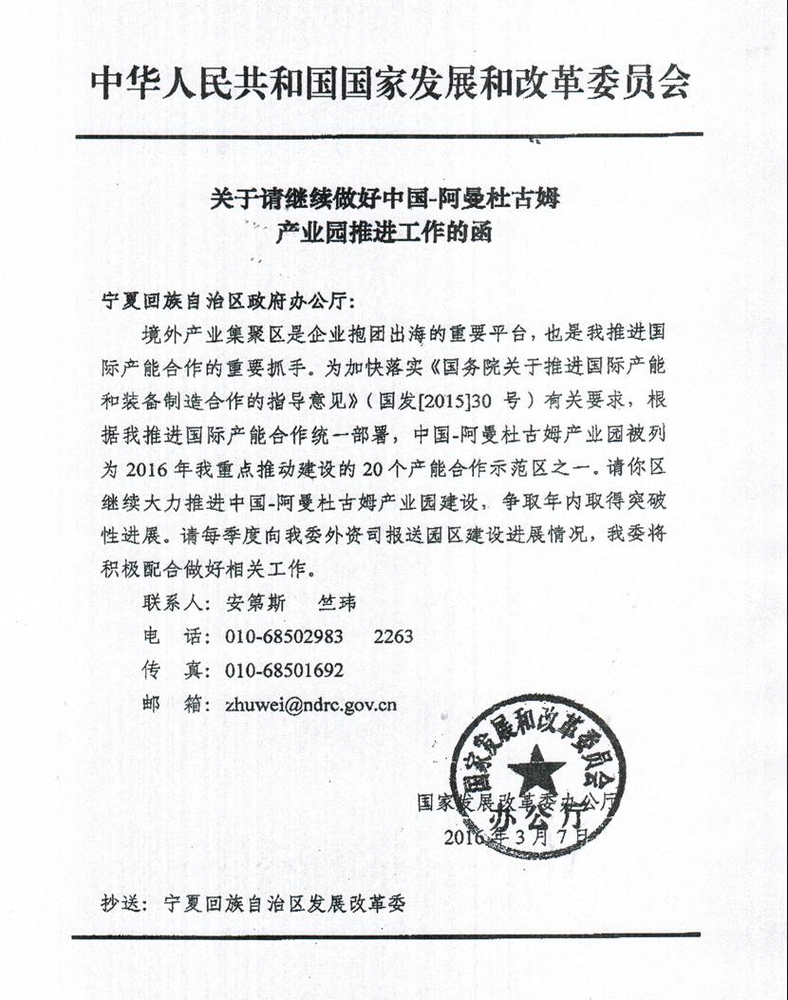 中华人民共和国国家发展和改革委员会
关于请继续做好中国-阿曼杜古姆
产业园推进工作的函
宁夏回族自治区政府办公厅：
境外产业集聚区是企业抱团出海的重要平台，也是我推进国
际产能合作的重要抓手。为加快落实《国务院关于推进国际产能
和装备制造合作的指导意见》（国发[2015]30 号）有关要求，根
据我推进国际产能合作统一部署，中国-阿曼杜古姆产业园被列
为 2016 年我重点推动建设的 20 个产能合作示范区之一。请你区
继续大力推进中国-阿曼杜古姆产业园建设，争取年内取得突破
性进展。请每季度向我委外资司报送园区建设进展情况，我委将
积极配合做好相关工作。
联系人：安第斯 竺玮
电 话：010-68502983 2263
传 真：010-68501692
邮 箱：zhuwei@ndrc.gov.cn
国家发展和改革委员会
办公厅
国家发展改革委办公厅
2016 年 3 月 7 日
抄送：宁夏回族自治区发展改革委